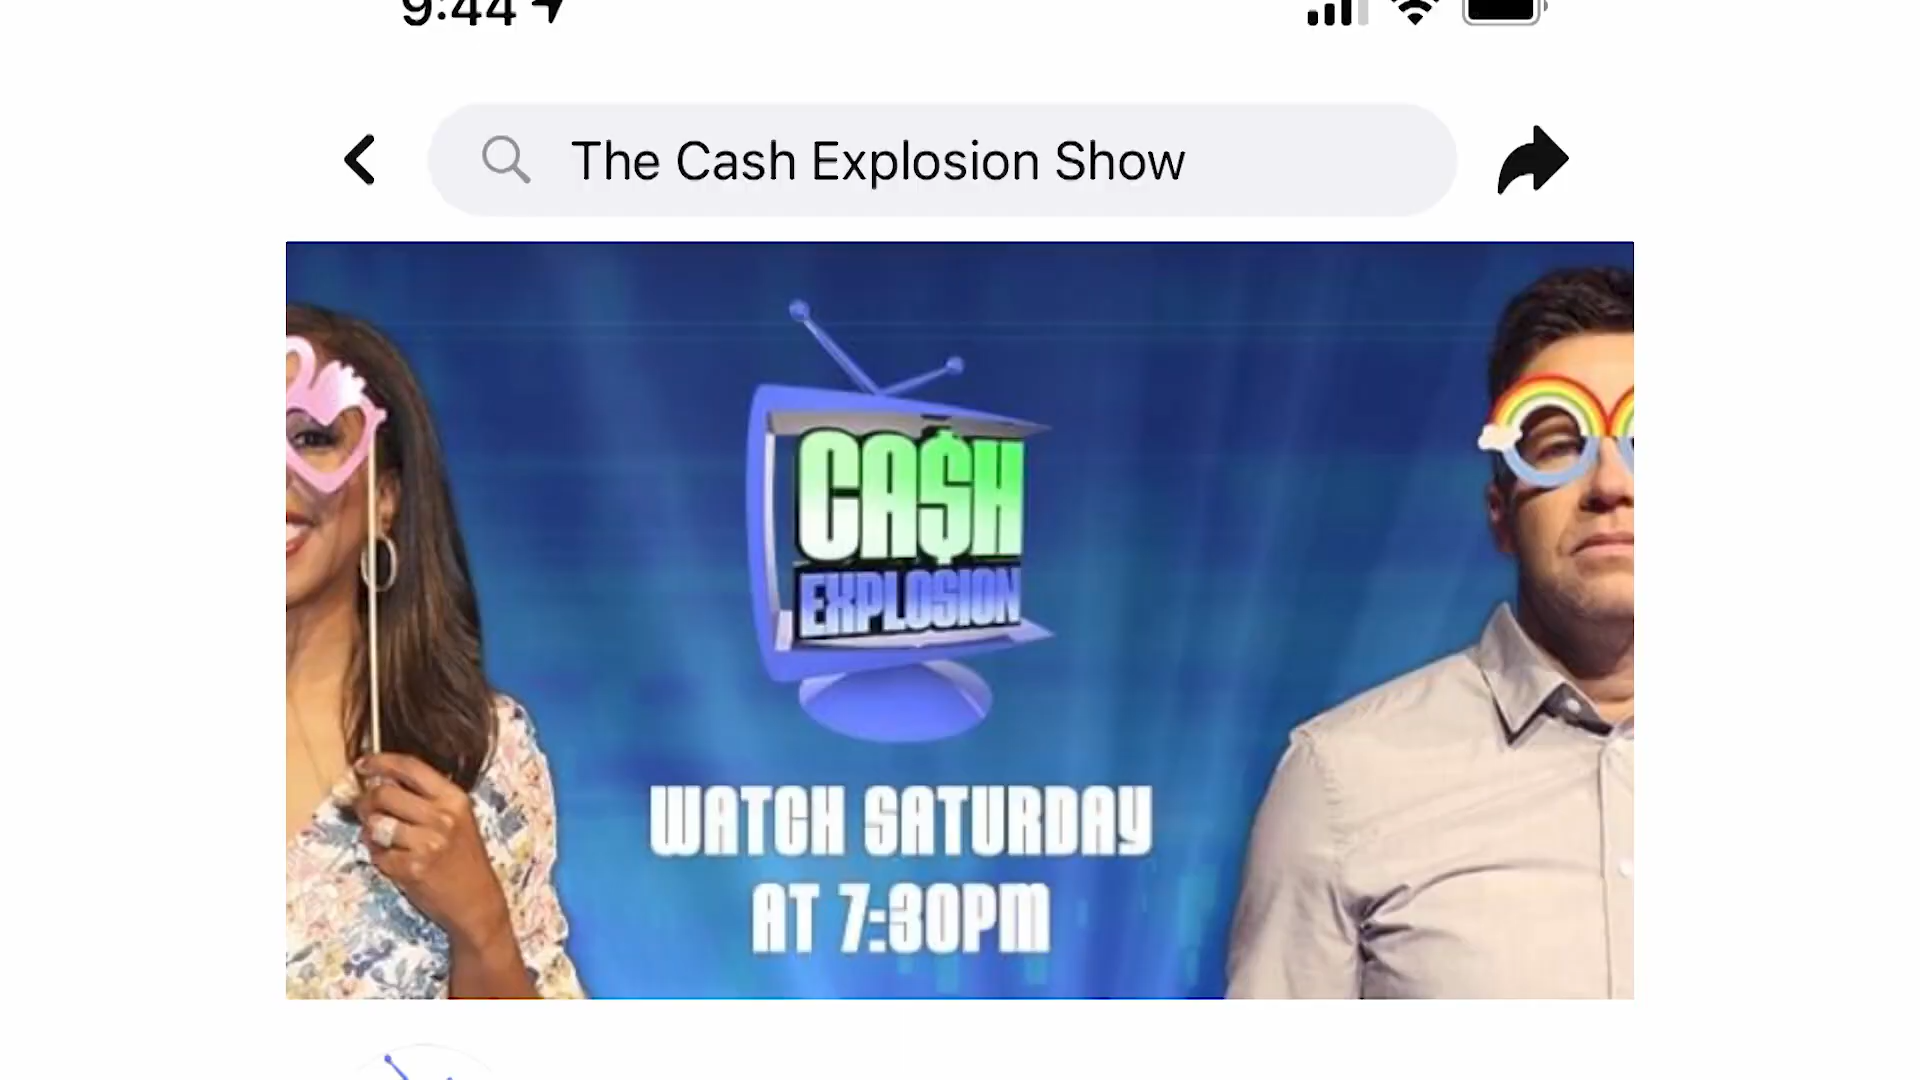 9:44
The Cash Explosion Show
CA$H
EXPLOSION
WATCH SATURDAY
AT 7:30PM